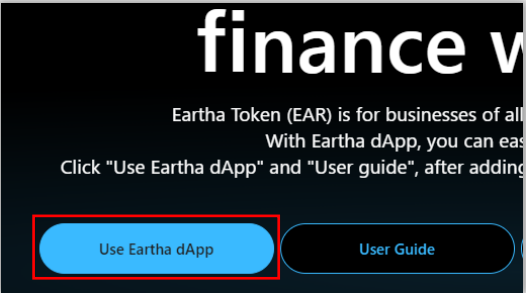 finance w
Eartha Token (EAR) is for businesses of all
With Eartha dApp, you can eas
Click "Use Eartha dApp" and "User guide", after adding
Use Eartha dApp
User Guide